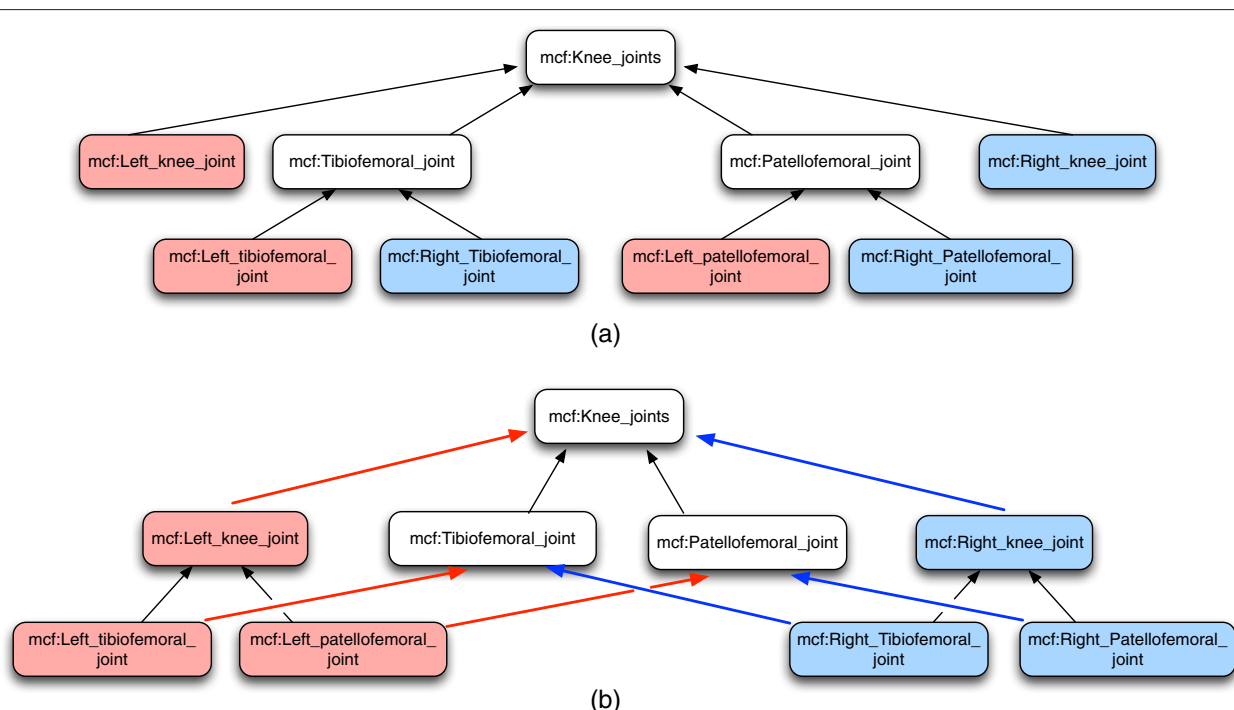 mcf:Knee_joints
mcf:Left_knee_joint
mcf:Tibiofemoral_joint
mcf:Patellofemoral_joint
mcf:Right_knee_joint
mcf:Left_tibiofemoral_
joint
mcf:Right_Tibiofemoral_
joint
mcf:Left_patellofemoral_
joint
mcf:Right_Patellofemoral_
joint
(a)
mcf:Knee_joints
mcf:Left_knee_joint
mcf:Tibiofemoral_joint
mcf:Patellofemoral_joint
mcf:Right_knee_joint
mcf:Left_tibiofemoral_
joint
mcf:Left_patellofemoral_
joint
mcf:Right_Tibiofemoral_
joint
mcf:Right_Patellofemoral_
joint
(b)